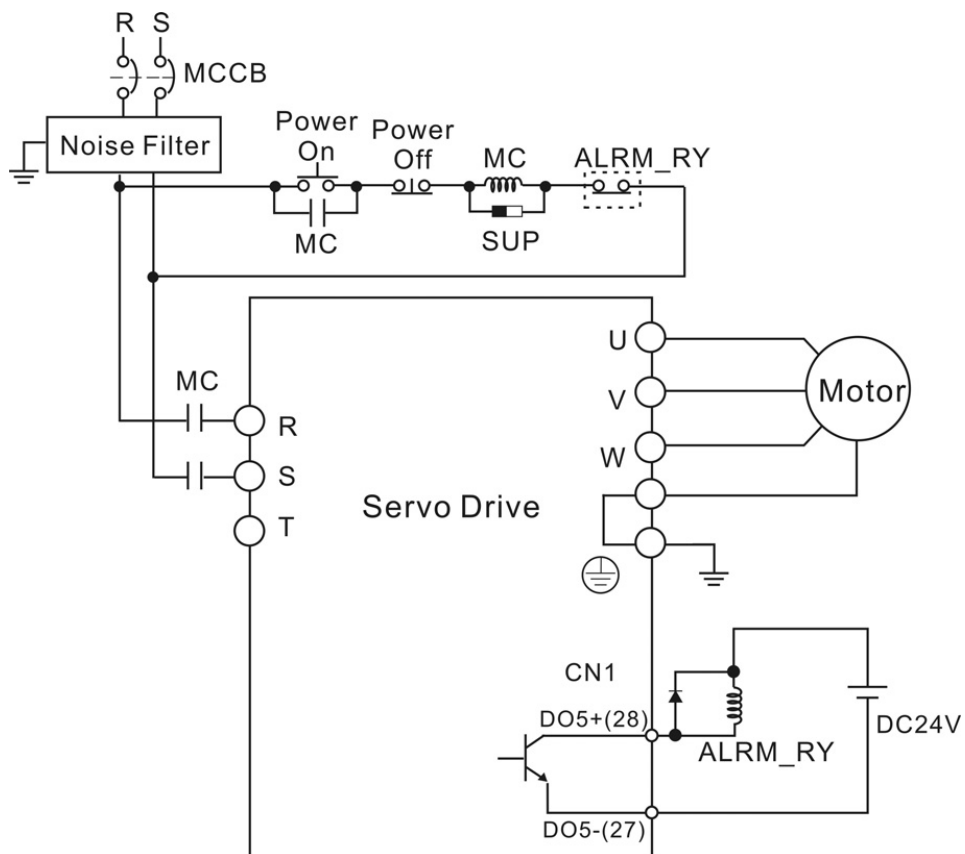 R S
MCCB
Noise Filter
Power
On
Power
Off
MC
ALRM_RY
MC
SUP
MC
R
S
T
Servo Drive
U
V
W
Motor
CN1
DO5+(28)
DO5-(27)
ALRM_RY
DC24V